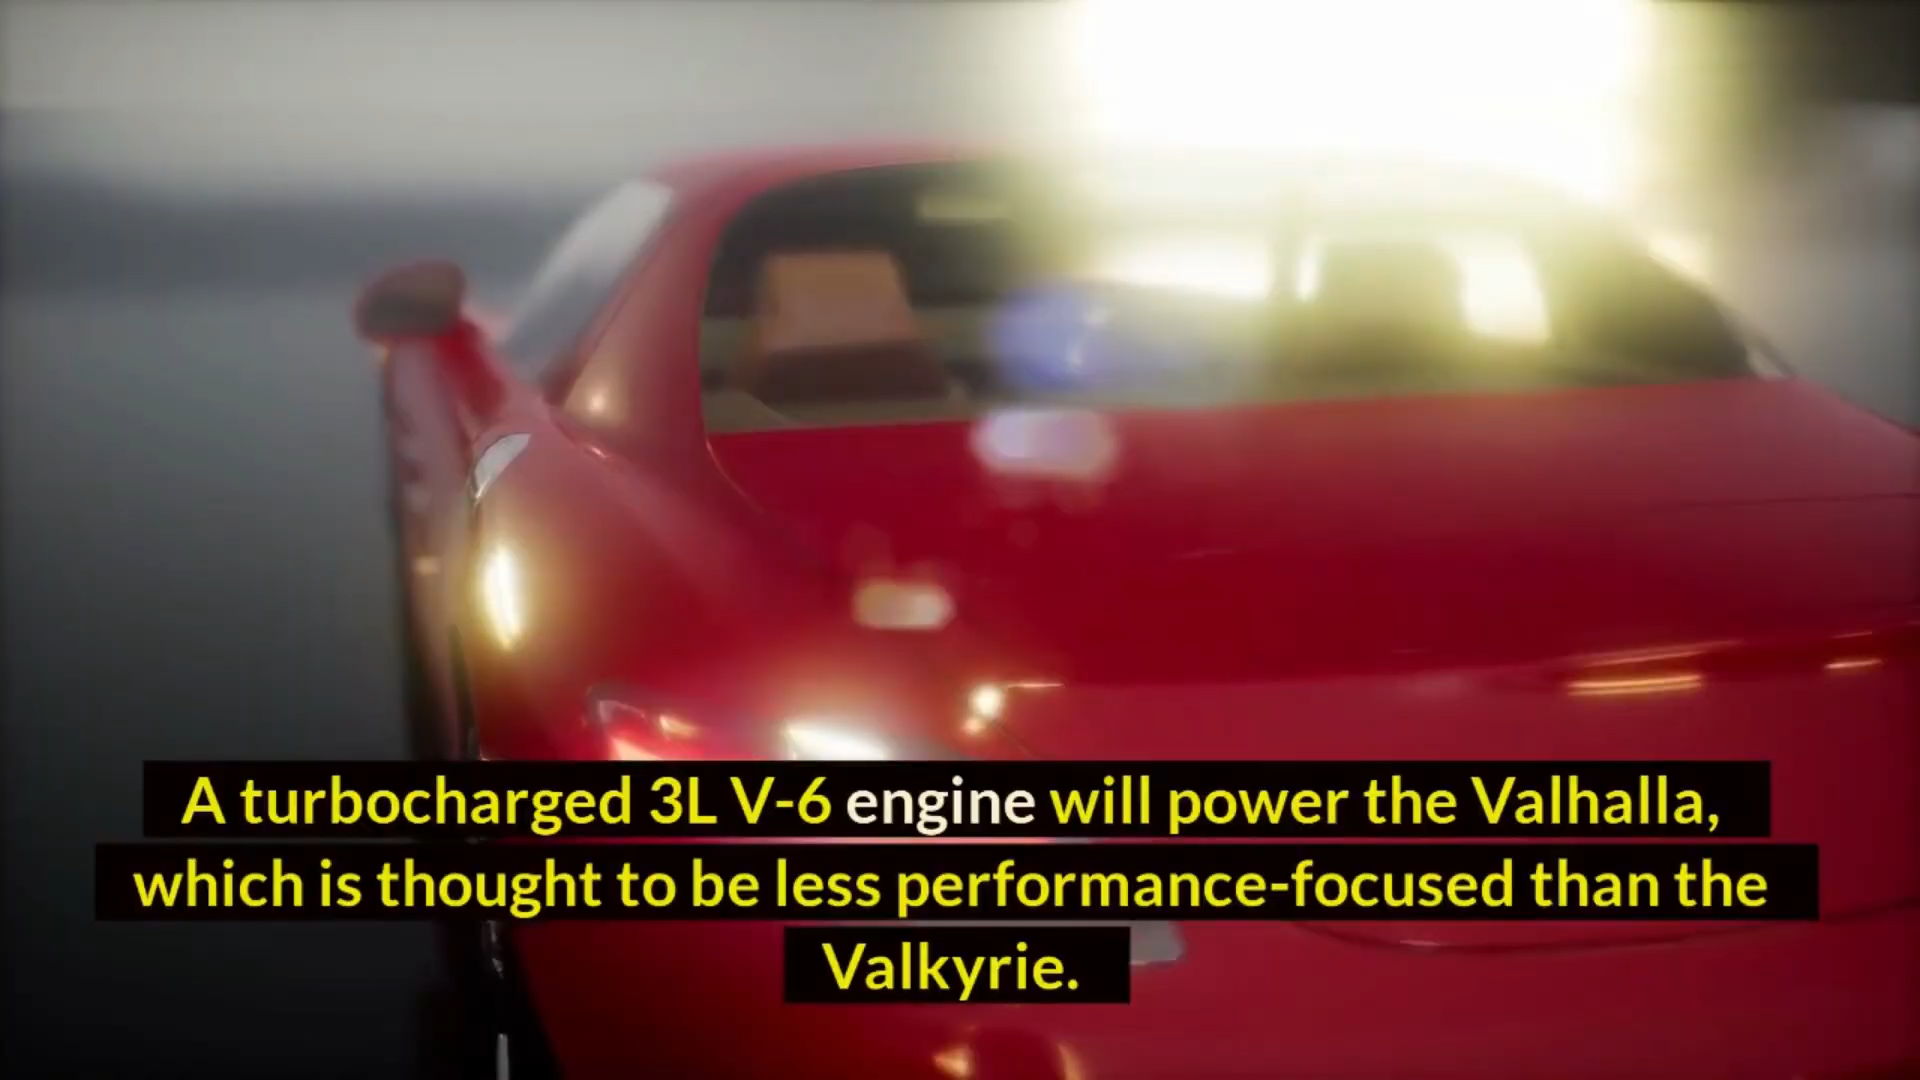 A turbocharged 3L V-6 engine will power the Valhalla,
which is thought to be less performance-focused than the
Valkyrie.